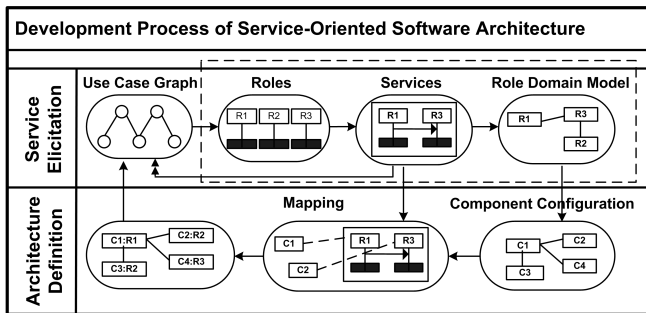 Development Process of Service-Oriented Software Architecture
Service
Elicitation
Use Case Graph
Roles
Services
Role Domain Model
R1
R2
R3
R1
R3
R1
R3
R2
Architecture
Definition
Mapping
Component Configuration
C1:R1
C2:R2
C3:R2
C4:R3
C1
C2
R1
R3
C1
C2
C3
C4